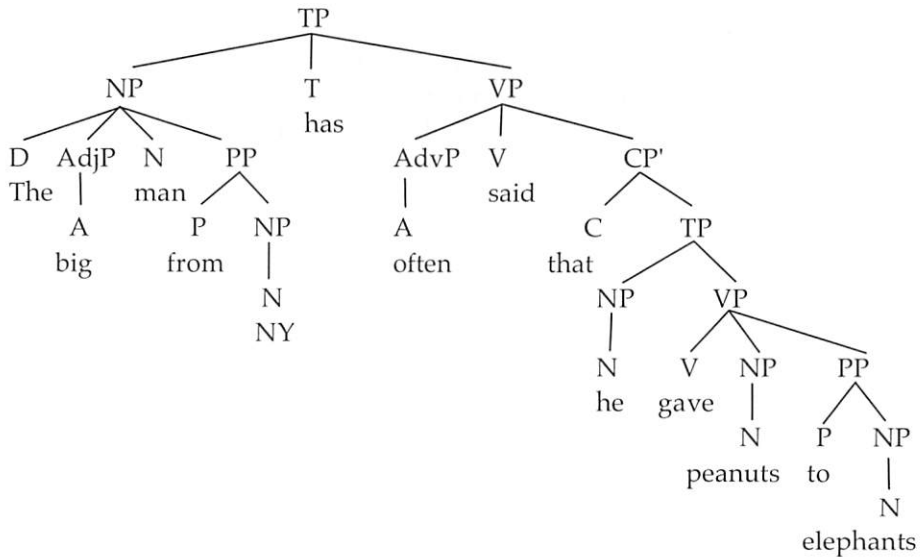 TP
NP T VP
has
D AdjP N PP AdvP V CP'
The man said
A P NP A C TP
big from often that
N NP VP
NY
N V NP PP
he gave
N P NP
peanuts to
N
elephants